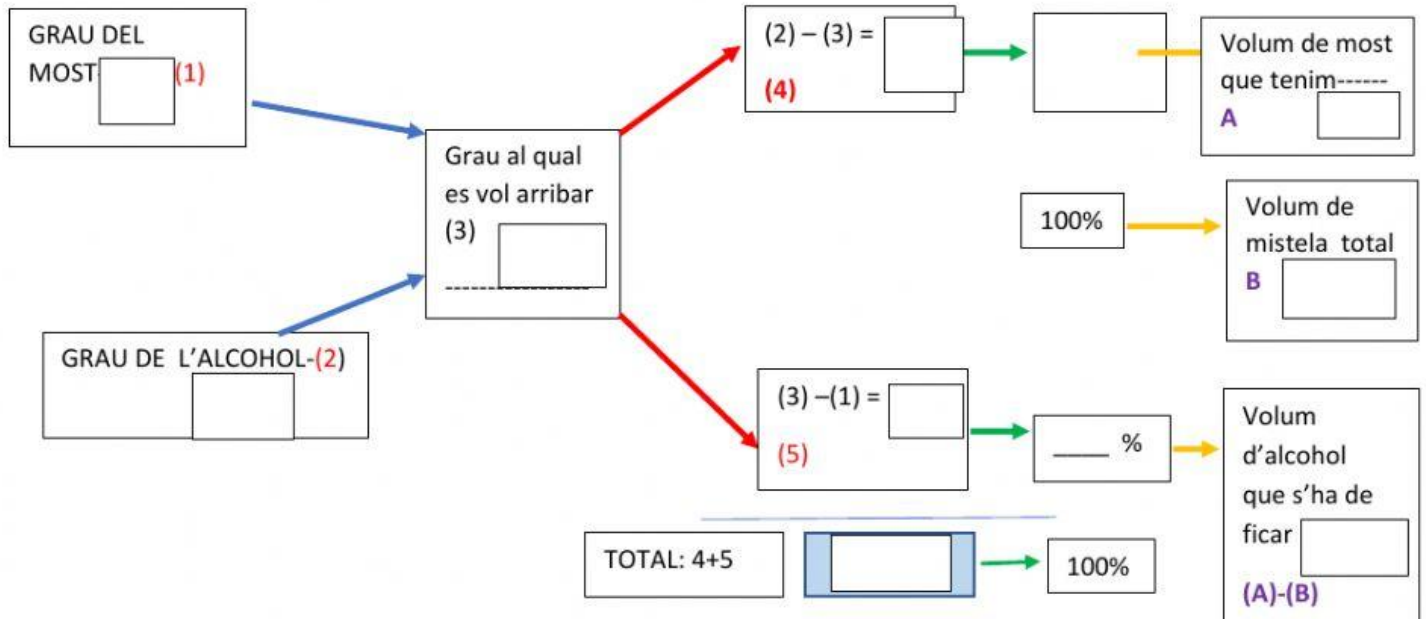 GRAU DEL
MOST (1)
GRAU DE L'ALCOHOL-(2)
Grau al qual
es vol arribar
(3)
----------------
(2) – (3) =
(4)
Volum de most
que tenim------
A
100%
Volum de
mistela total
B
(3) –(1) =
(5)
____ %
Volum
d'alcohol
que s'ha de
ficar
(A)-(B)
TOTAL: 4+5
100%